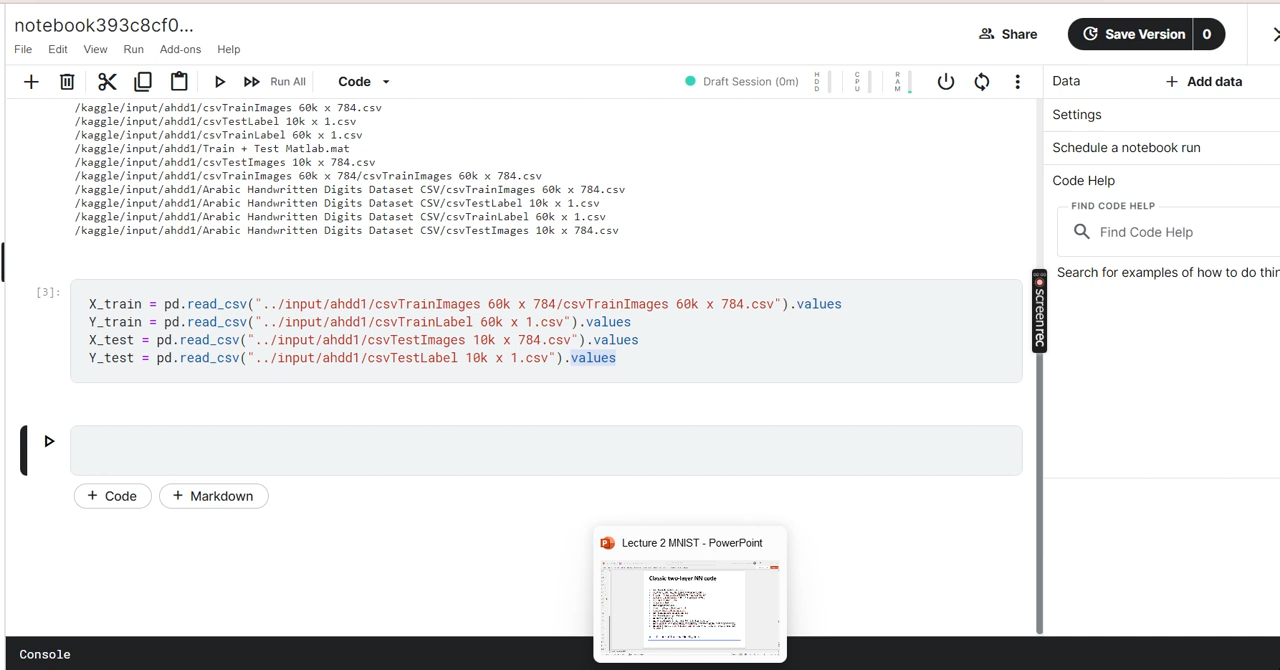 notebook393c8cf0...
File Edit View Run Add-ons Help
Share
Save Version 0
Run All
Code
Draft Session (0m)
HDD
CPU
RAM
Data
Add data
/kaggle/input/ahdd1/csvTrainImages 60k x 784.csv
/kaggle/input/ahdd1/csvTestLabel 10k x 1.csv
/kaggle/input/ahdd1/csvTrainLabel 60k x 1.csv
/kaggle/input/ahdd1/Train + Test Matlab.mat
/kaggle/input/ahdd1/csvTestImages 10k x 784.csv
/kaggle/input/ahdd1/csvTrainImages 60k x 784/csvTrainImages 60k x 784.csv
/kaggle/input/ahdd1/Arabic Handwritten Digits Dataset CSV/csvTrainImages 60k x 784.csv
/kaggle/input/ahdd1/Arabic Handwritten Digits Dataset CSV/csvTestLabel 10k x 1.csv
/kaggle/input/ahdd1/Arabic Handwritten Digits Dataset CSV/csvTrainLabel 60k x 1.csv
/kaggle/input/ahdd1/Arabic Handwritten Digits Dataset CSV/csvTestImages 10k x 784.csv
[3]:
X_train = pd.read_csv("../input/ahdd1/csvTrainImages 60k x 784/csvTrainImages 60k x 784.csv").values
Y_train = pd.read_csv("../input/ahdd1/csvTrainLabel 60k x 1.csv").values
X_test = pd.read_csv("../input/ahdd1/csvTestImages 10k x 784.csv").values
Y_test = pd.read_csv("../input/ahdd1/csvTestLabel 10k x 1.csv").values
+ Code
+ Markdown
Settings
Schedule a notebook run
Code Help
FIND CODE HELP
Find Code Help
Search for examples of how to do thin
screenrec
Lecture 2 MNIST - PowerPoint
Classic two-layer NN code
Console